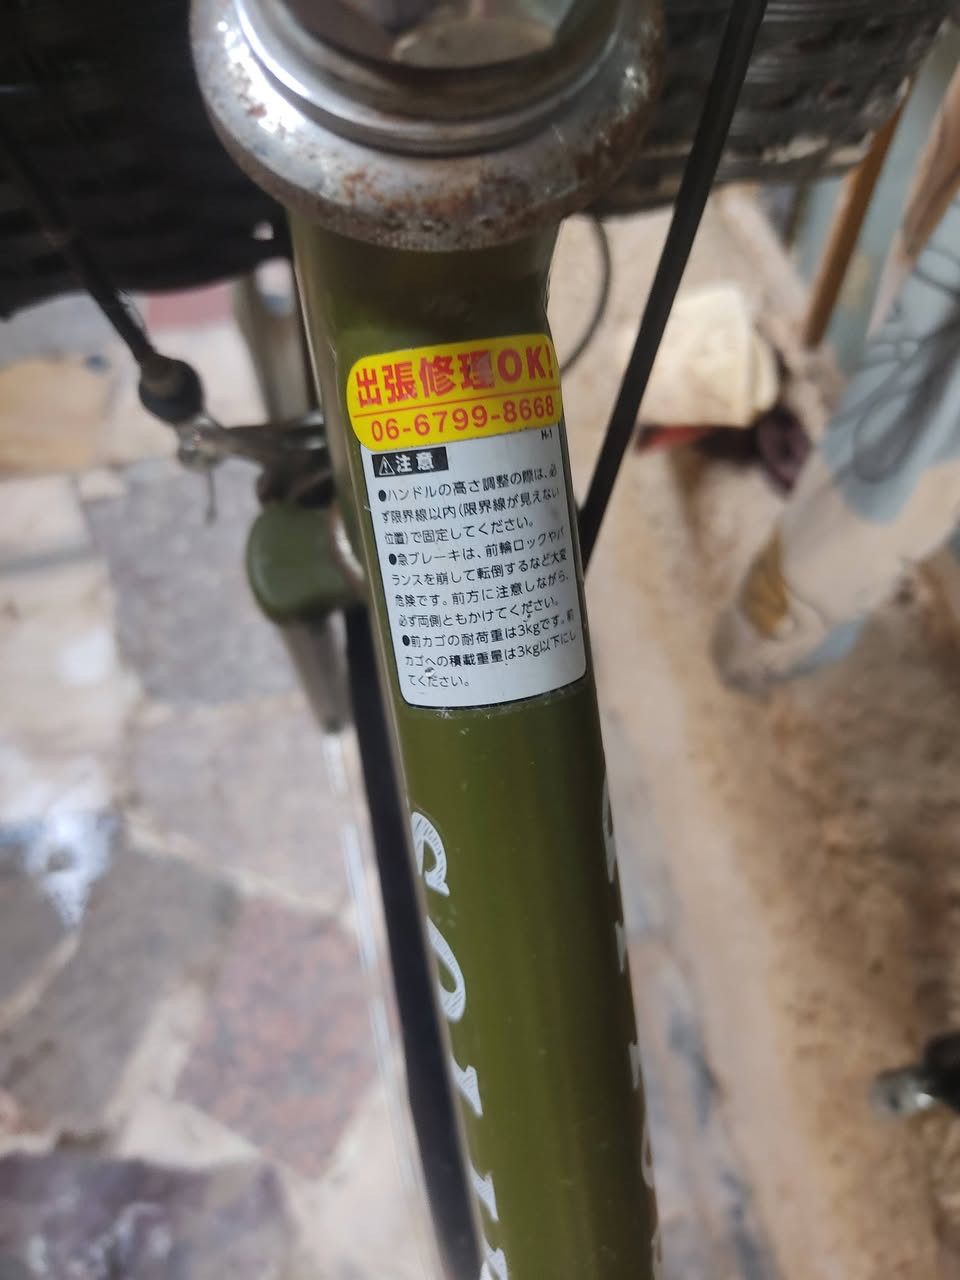 出張修理OK!
06-6799-8668
H-1
⚠注意
●ハンドルの高さ調整の際は、必
ず限界線以内(限界線が見えない
位置)で固定してください。
●急ブレーキは、前輪ロックやバ
ランスを崩して転倒するなど大変
危険です。前方に注意しながら、
必ず両側ともかけてください。
●前カゴの耐荷重は3kgです。前
カゴへの積載重量は3kg以下にし
てください。